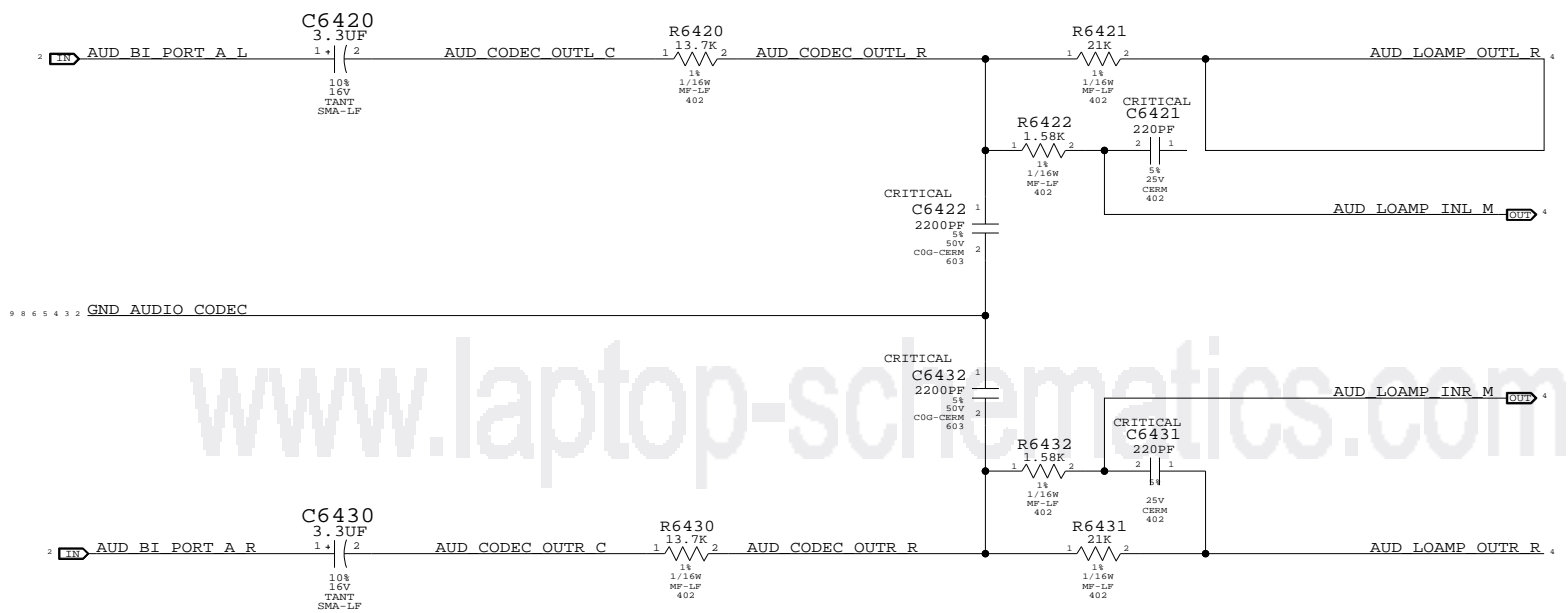 C6420
3.3UF
1 + 2
10%
16V
TANT
SMA-LF
2 IN AUD_BI_PORT_A_L
AUD_CODEC_OUTL_C
R6420
13.7K
1 2
1%
1/16W
MF-LF
402
AUD_CODEC_OUTL_R
R6421
21K
1 2
1%
1/16W
MF-LF
402
AUD_LOAMP_OUTL_R 4
R6422
1.58K
1 2
1%
1/16W
MF-LF
402
CRITICAL
C6421
220PF
2 1
5%
25V
CERM
402
CRITICAL
C6422
2200PF
5%
50V
C0G-CERM
603
1
2
AUD_LOAMP_INL_M OUT 4
9 8 6 5 4 3 2 GND_AUDIO_CODEC
www.laptop-schematics.com
CRITICAL
C6432
2200PF
5%
50V
C0G-CERM
603
1
2
AUD_LOAMP_INR_M OUT 4
R6432
1.58K
1 2
1%
1/16W
MF-LF
402
CRITICAL
C6431
220PF
2 1
5%
25V
CERM
402
C6430
3.3UF
1 + 2
10%
16V
TANT
SMA-LF
2 IN AUD_BI_PORT_A_R
AUD_CODEC_OUTR_C
R6430
13.7K
1 2
1%
1/16W
MF-LF
402
AUD_CODEC_OUTR_R
R6431
21K
1 2
1%
1/16W
MF-LF
402
AUD_LOAMP_OUTR_R 4